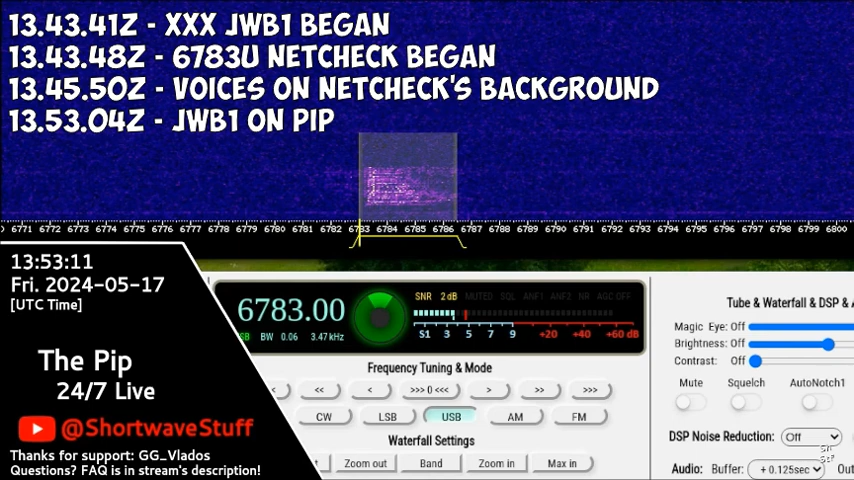 13.43.41Z - XXX JWB1 BEGAN
13.43.48Z - 6783U NETCHECK BEGAN
13.45.50Z - VOICES ON NETCHECK'S BACKGROUND
13.53.04Z - JWB1 ON PIP
6771 6772 6773 6774 6775 6776 6777 6778 6779 6780 6781 6782 6783 6784 6785 6786 6787 6788 6789 6790 6791 6792 6793 6794 6795 6796 6797 6798 6799 6800
13:53:11
Fri. 2024-05-17
[UTC Time]
The Pip
24/7 Live
@ShortwaveStuff
Thanks for support: GG_Vlados
Questions? FAQ is in stream's description!
6783.00
SB BW 0.06 3.47 kHz
SNR 2 dB MUTED SQL ANF1 ANF2 NR AGC OFF
S1 3 5 7 9 +20 +40 +60 dB
Frequency Tuning & Mode
< << < >>> 0 <<< > >> >>>
CW LSB USB AM FM
Waterfall Settings
t Zoom out Band Zoom in Max in
Tube & Waterfall & DSP & A
Magic Eye: Off
Brightness: Off
Contrast: Off
Mute Squelch AutoNotch1
DSP Noise Reduction: Off
Audio: Buffer: + 0.125sec Out